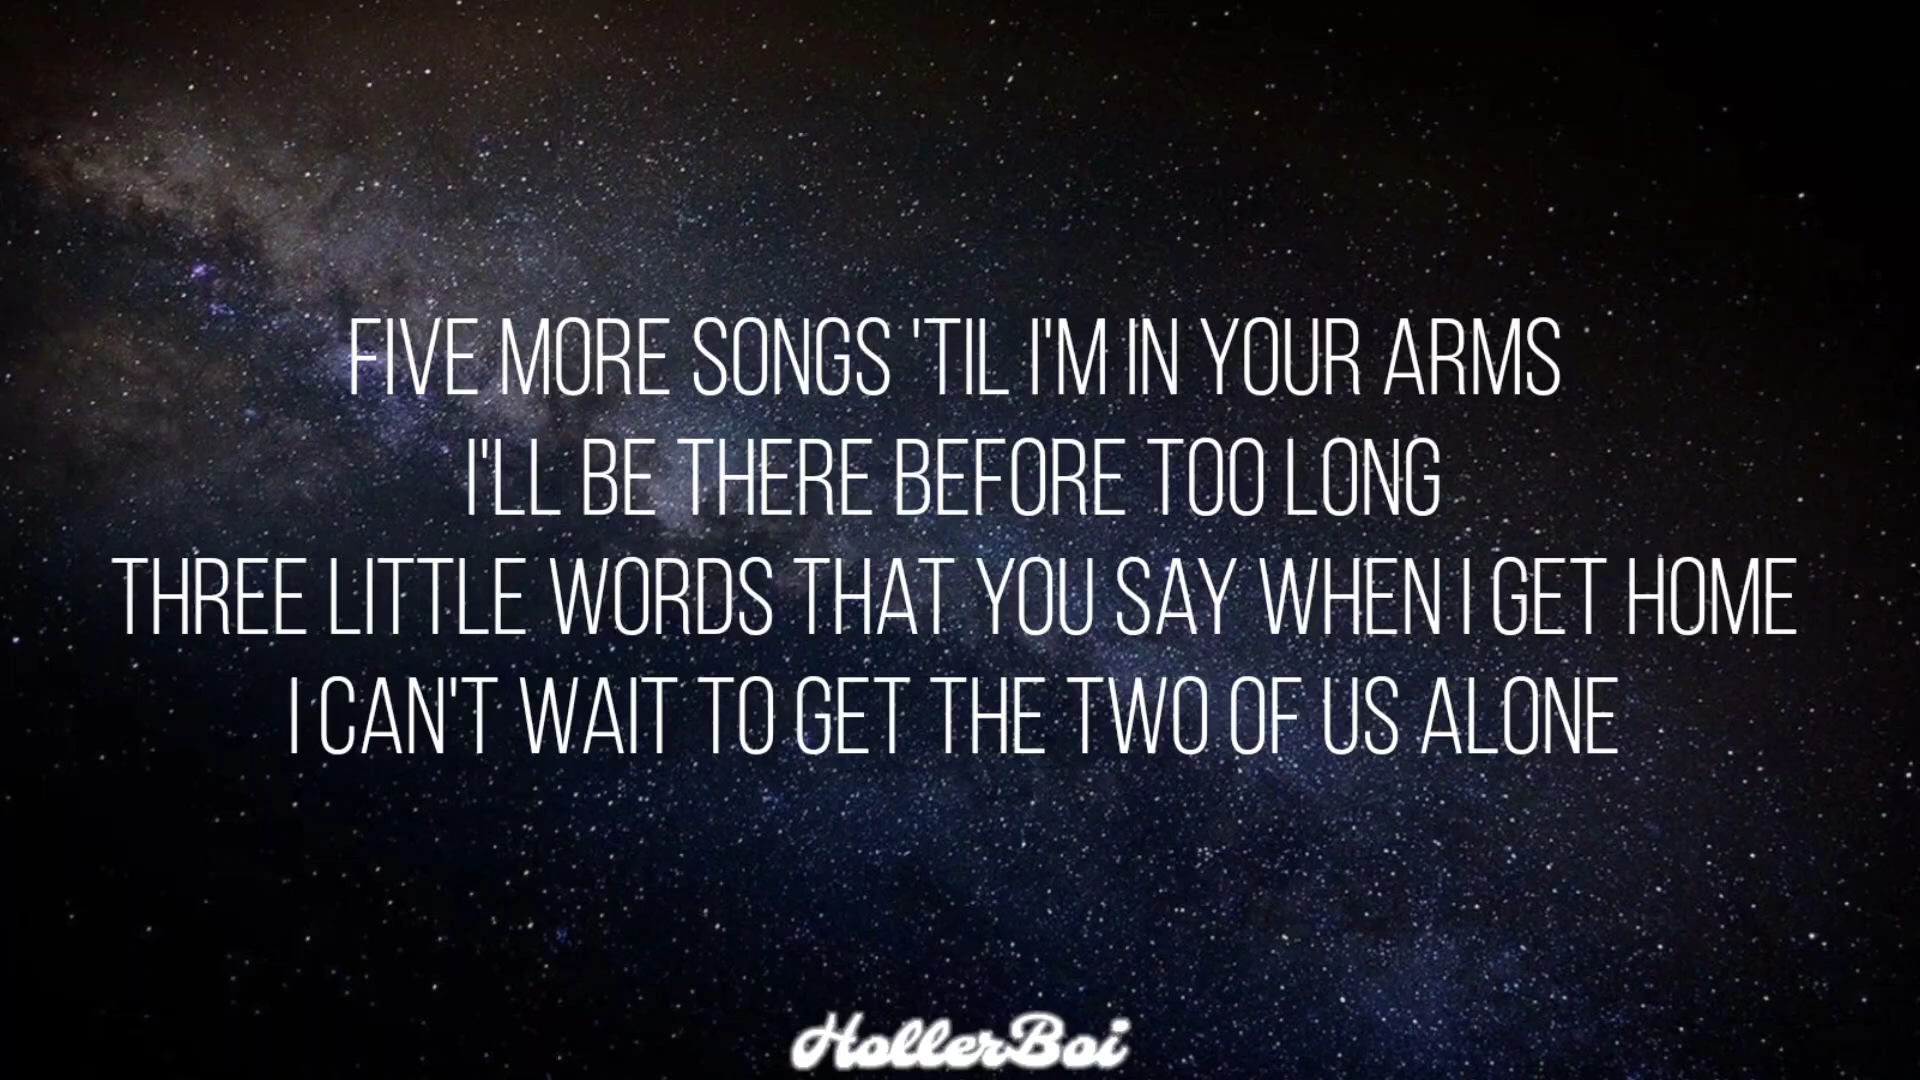 FIVE MORE SONGS 'TIL I'M IN YOUR ARMS
I'LL BE THERE BEFORE TOO LONG
THREE LITTLE WORDS THAT YOU SAY WHEN I GET HOME
I CAN'T WAIT TO GET THE TWO OF US ALONE
HollerBoi